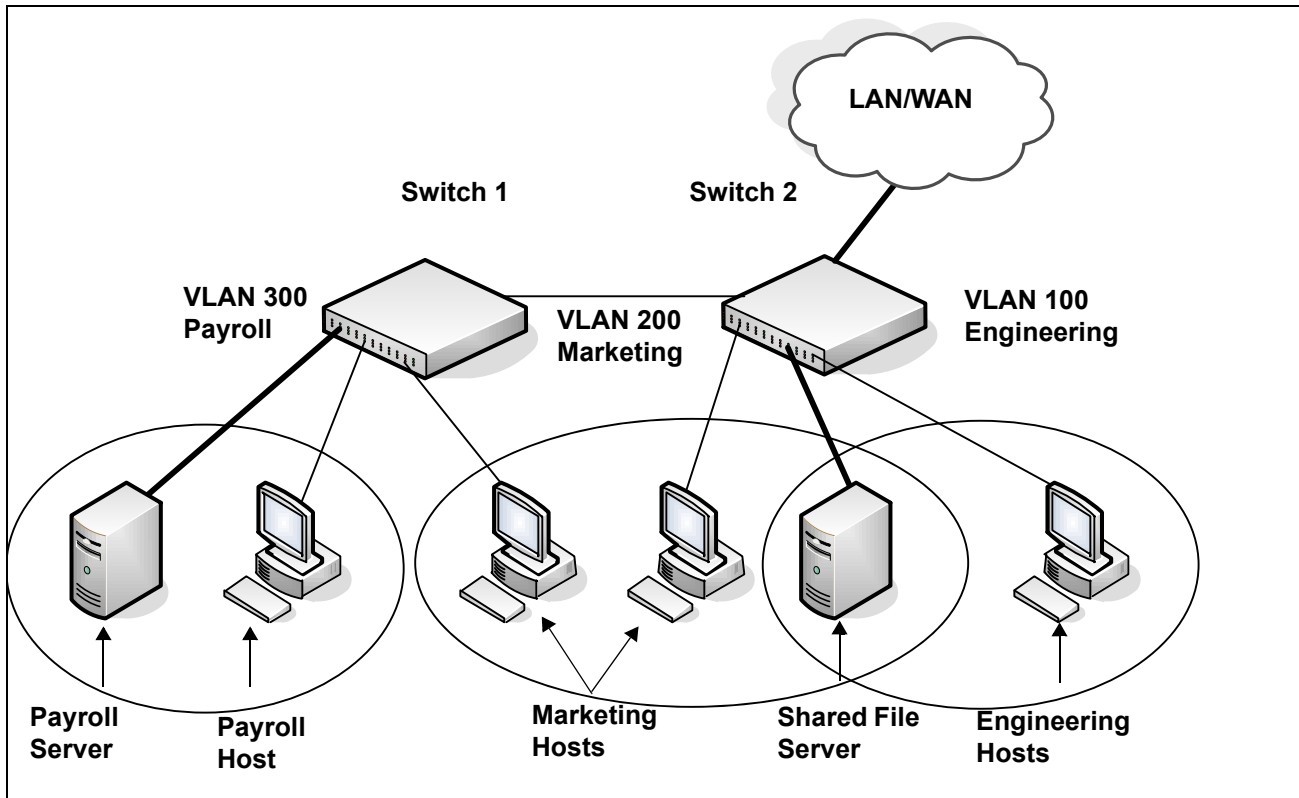 LAN/WAN
Switch 1
Switch 2
VLAN 300
Payroll
VLAN 200
Marketing
VLAN 100
Engineering
Payroll
Server
Payroll
Host
Marketing
Hosts
Shared File
Server
Engineering
Hosts